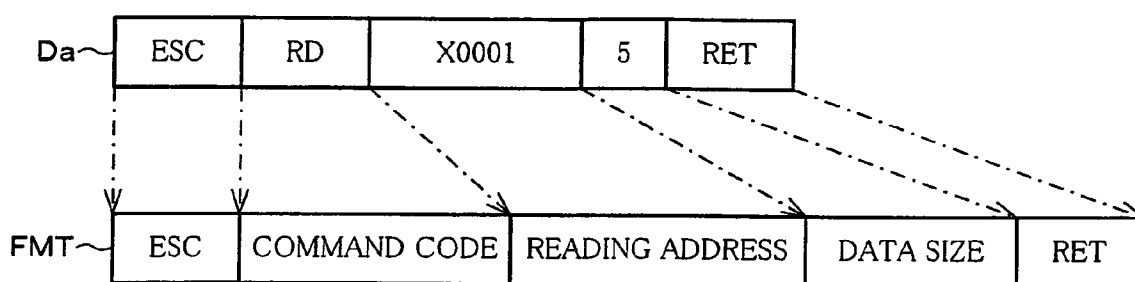 Da ESC RD X0001 5 RET
FMT ESC COMMAND CODE READING ADDRESS DATA SIZE RET